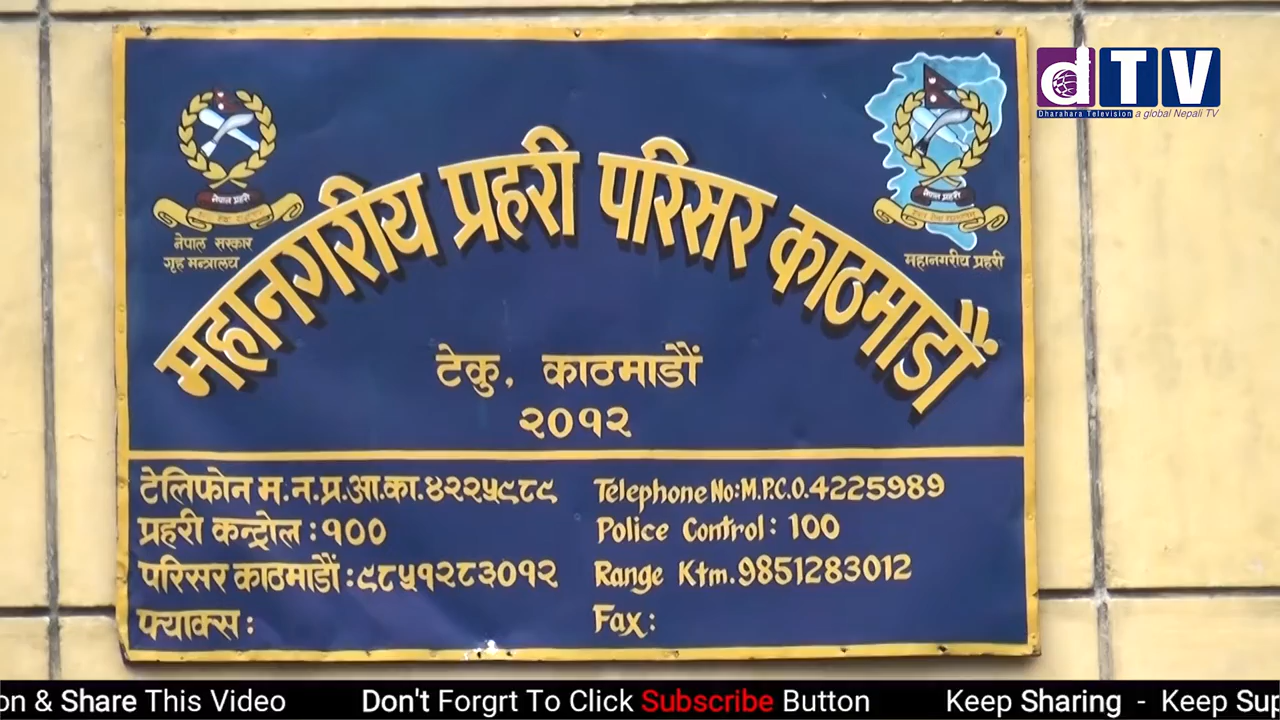 dTV
Dharahara Television a global Nepali TV
नेपाल प्रहरी
नेपाल सरकार
गृह मन्त्रालय
नेपाल प्रहरी
महानगरीय प्रहरी
महानगरीय प्रहरी परिसर काठमाडौं
टेकु, काठमाडौं
२०१२
टेलिफोन म.न.प्र.आ.का.४२२५९८९
प्रहरी कन्ट्रोल : १००
परिसर काठमाडौं : ९८५१२८३०१२
फ्याक्स :
Telephone No: M.P.C.O. 4225989
Police Control: 100
Range Ktm. 9851283012
Fax:
on & Share This Video Don't Forgrt To Click Subscribe Button Keep Sharing - Keep Sup